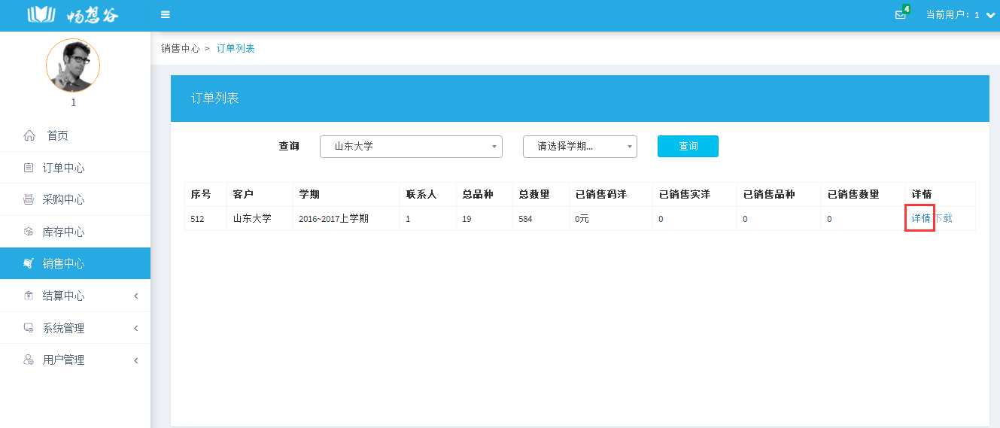 畅想谷
4
当前用户: 1
销售中心 > 订单列表
1
首页
订单中心
采购中心
库存中心
销售中心
结算中心
系统管理
用户管理
订单列表
查询 山东大学 请选择学期... 查询
序号 客户 学期 联系人 总品种 总数量 已销售码洋 已销售实洋 已销售品种 已销售数量 详情
512 山东大学 2016~2017上学期 1 19 584 0元 0 0 0 详情 下载